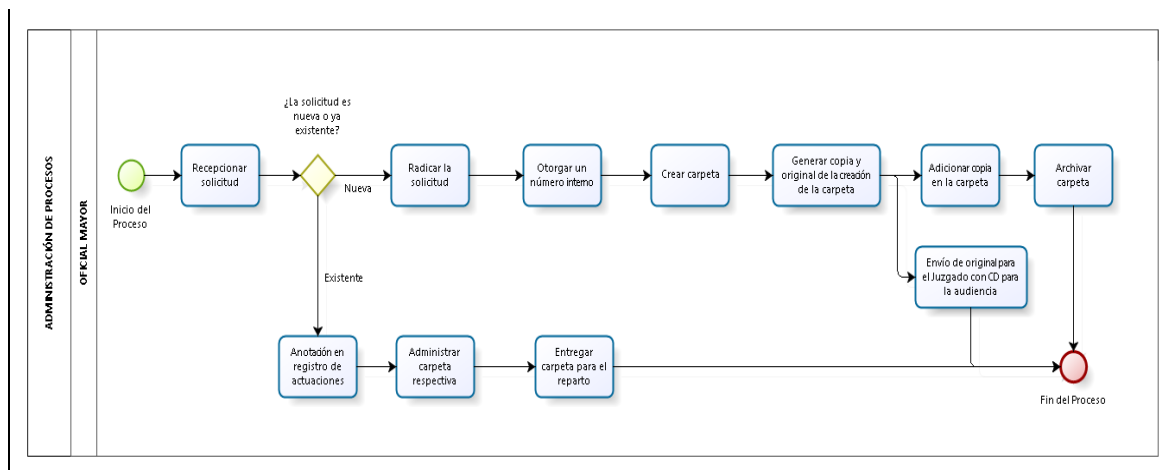 ADMINISTRACIÓN DE PROCESOS
OFICIAL MAYOR
Inicio del
Proceso
Recepcionar
solicitud
¿La solicitud es
nueva o ya
existente?
Nueva
Radicar la
solicitud
Otorgar un
número interno
Crear carpeta
Generar copia y
original de la creación
de la carpeta
Adicionar copia
en la carpeta
Archivar
carpeta
Envío de original para
el Juzgado con CD para
la audiencia
Existente
Anotación en
registro de
actuaciones
Administrar
carpeta
respectiva
Entregar
carpeta para el
reparto
Fin del Proceso